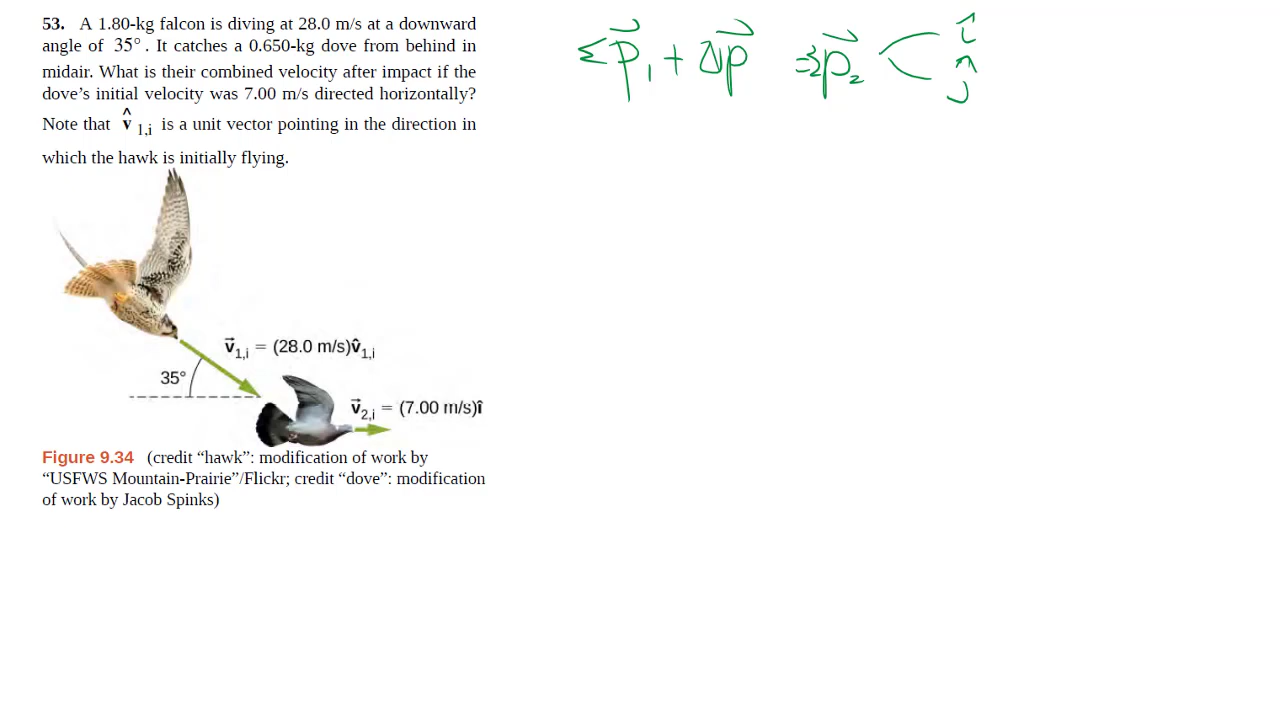 53. A 1.80-kg falcon is diving at 28.0 m/s at a downward
angle of 35°. It catches a 0.650-kg dove from behind in
midair. What is their combined velocity after impact if the
dove's initial velocity was 7.00 m/s directed horizontally?
Note that v̂ 1,i is a unit vector pointing in the direction in
which the hawk is initially flying.
v⃗1,i = (28.0 m/s)v̂1,i
35°
v⃗2,i = (7.00 m/s)î
Figure 9.34 (credit "hawk": modification of work by
"USFWS Mountain-Prairie"/Flickr; credit "dove": modification
of work by Jacob Spinks)
Σp⃗1 + Δp⃗ = Σp⃗2
î
ĵ